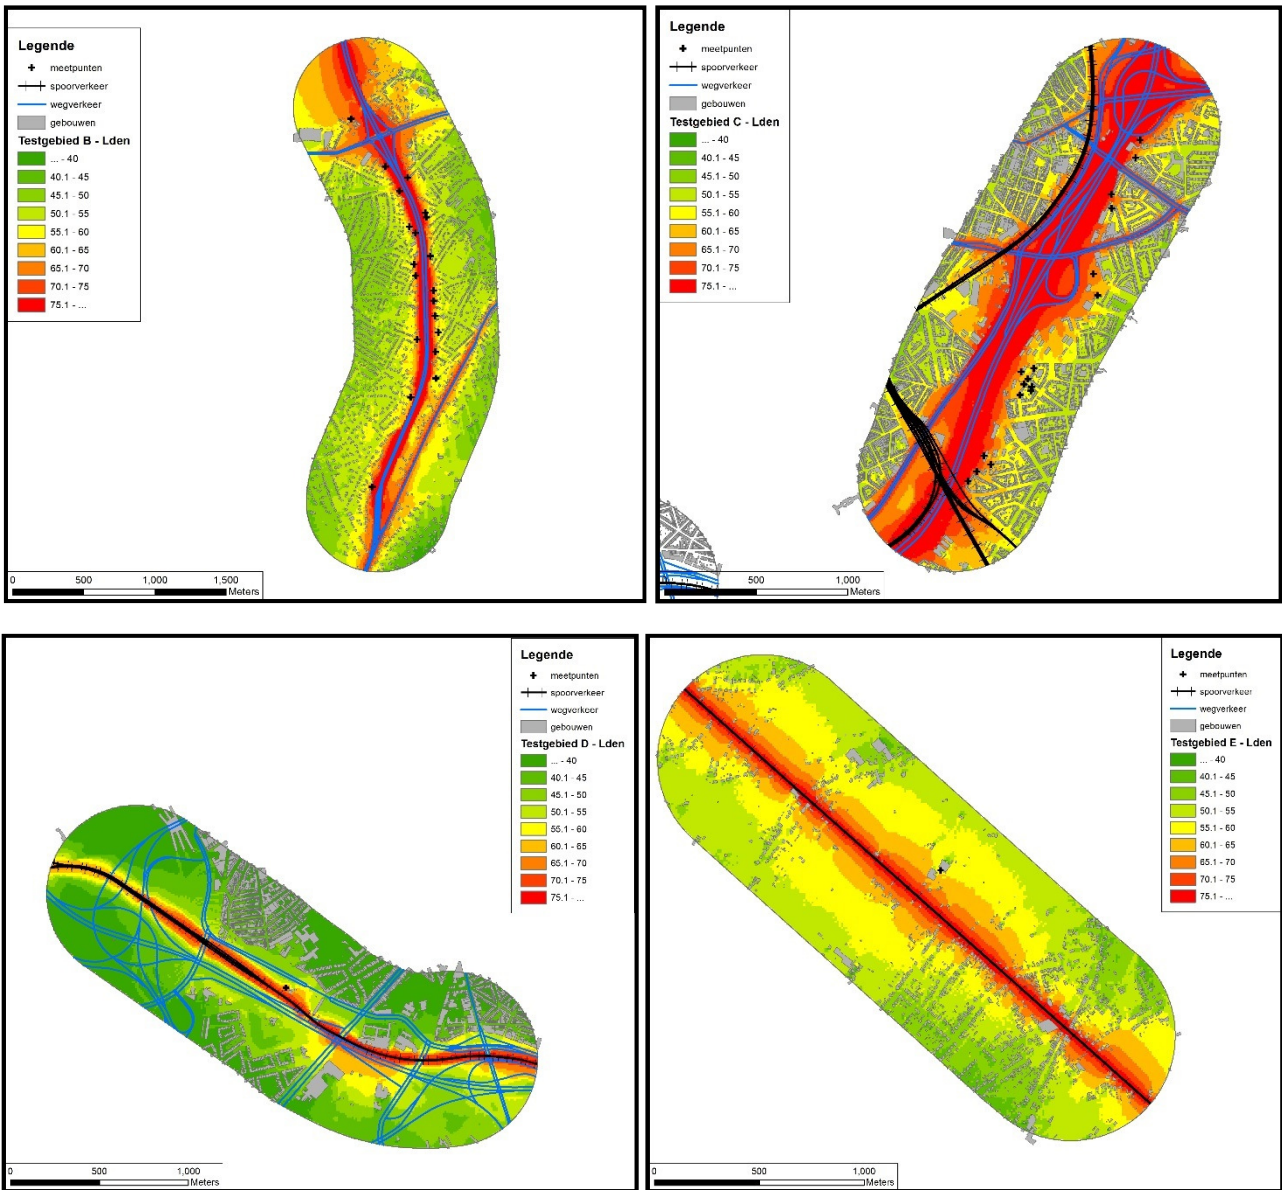 Legende
meetpunten
spoorverkeer
wegverkeer
gebouwen
Testgebied B - Lden
... - 40
40.1 - 45
45.1 - 50
50.1 - 55
55.1 - 60
60.1 - 65
65.1 - 70
70.1 - 75
75.1 - ...
0 500 1,000 1,500
Meters
Legende
meetpunten
spoorverkeer
wegverkeer
gebouwen
Testgebied C - Lden
... - 40
40.1 - 45
45.1 - 50
50.1 - 55
55.1 - 60
60.1 - 65
65.1 - 70
70.1 - 75
75.1 - ...
500 1,000
Meters
Legende
meetpunten
spoorverkeer
wegverkeer
gebouwen
Testgebied D - Lden
... - 40
40.1 - 45
45.1 - 50
50.1 - 55
55.1 - 60
60.1 - 65
65.1 - 70
70.1 - 75
75.1 - ...
0 500 1,000
Meters
Legende
meetpunten
spoorverkeer
wegverkeer
gebouwen
Testgebied E - Lden
... - 40
40.1 - 45
45.1 - 50
50.1 - 55
55.1 - 60
60.1 - 65
65.1 - 70
70.1 - 75
75.1 - ...
0 500 1,000
Meters